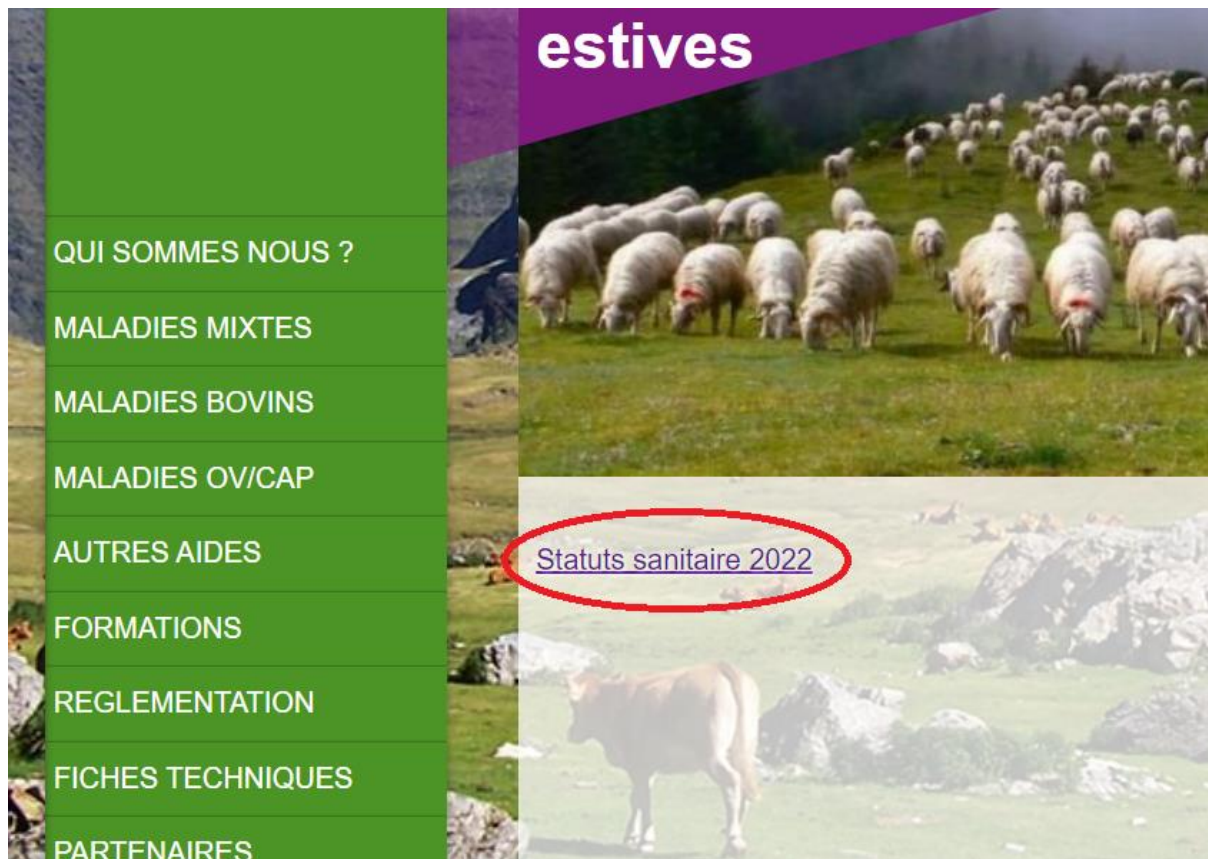 estives
QUI SOMMES NOUS ?
MALADIES MIXTES
MALADIES BOVINS
MALADIES OV/CAP
AUTRES AIDES
FORMATIONS
REGLEMENTATION
FICHES TECHNIQUES
PARTENAIRES
Statuts sanitaire 2022